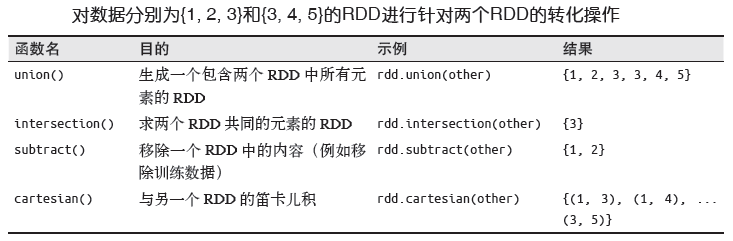 对数据分别为{1, 2, 3}和{3, 4, 5}的RDD进行针对两个RDD的转化操作
函数名 目的 示例 结果
union() 生成一个包含两个 RDD 中所有元 rdd.union(other) {1, 2, 3, 3, 4, 5}
素的 RDD
intersection() 求两个 RDD 共同的元素的 RDD rdd.intersection(other) {3}
subtract() 移除一个 RDD 中的内容（例如移 rdd.subtract(other) {1, 2}
除训练数据）
cartesian() 与另一个 RDD 的笛卡儿积 rdd.cartesian(other) {(1, 3), (1, 4), ...
(3, 5)}